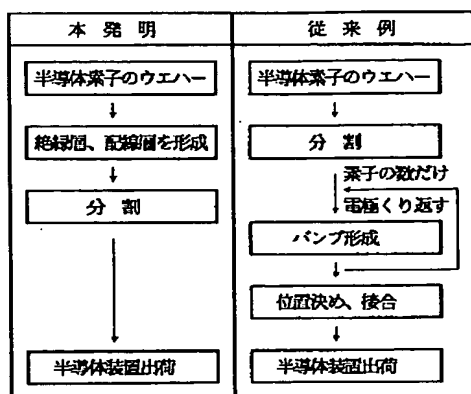 本発明
半導体素子のウエハー
絶縁層、配線層を形成
分割
半導体装置出荷
従来例
半導体素子のウエハー
分割
素子の数だけ
電極くり返す
バンプ形成
位置決め、接合
半導体装置出荷